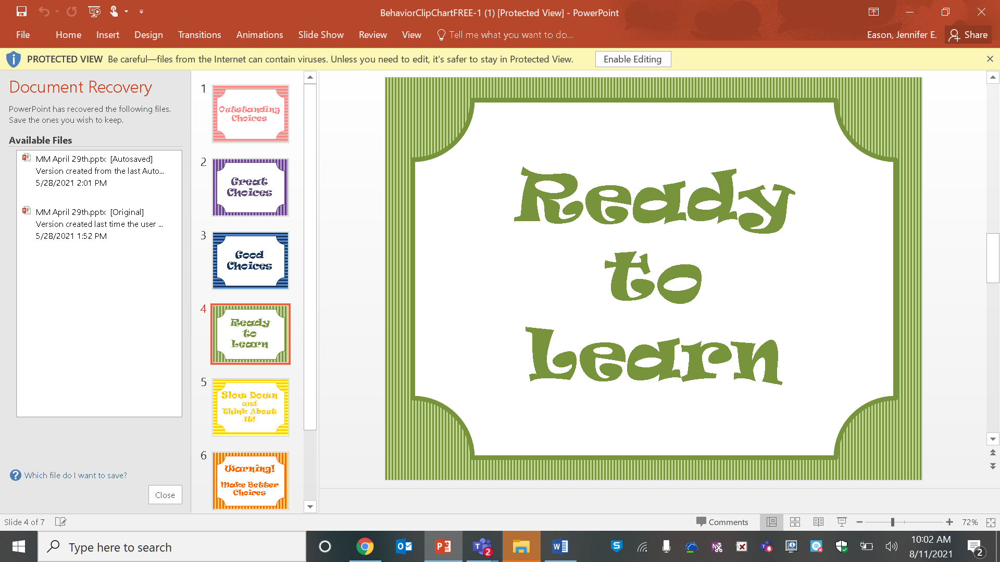 BehaviorClipChartFREE-1 (1) [Protected View] - PowerPoint
File Home Insert Design Transitions Animations Slide Show Review View Tell me what you want to do... Eason, Jennifer E. Share
PROTECTED VIEW Be careful—files from the Internet can contain viruses. Unless you need to edit, it's safer to stay in Protected View. Enable Editing
Document Recovery
PowerPoint has recovered the following files.
Save the ones you wish to keep.
Available Files
MM April 29th.pptx [Autosaved]
Version created from the last Auto...
5/28/2021 2:01 PM
MM April 29th.pptx [Original]
Version created last time the user ...
5/28/2021 1:52 PM
Which file do I want to save?
Close
1
Outstanding
Choices
2
Great
Choices
3
Good
Choices
4
Ready
to
Learn
5
Slow Down
and
Think About
It!
6
Warning!
Make Better
Choices
Ready
to
Learn
Slide 4 of 7 Comments 72%
Type here to search
10:02 AM
8/11/2021
2
2